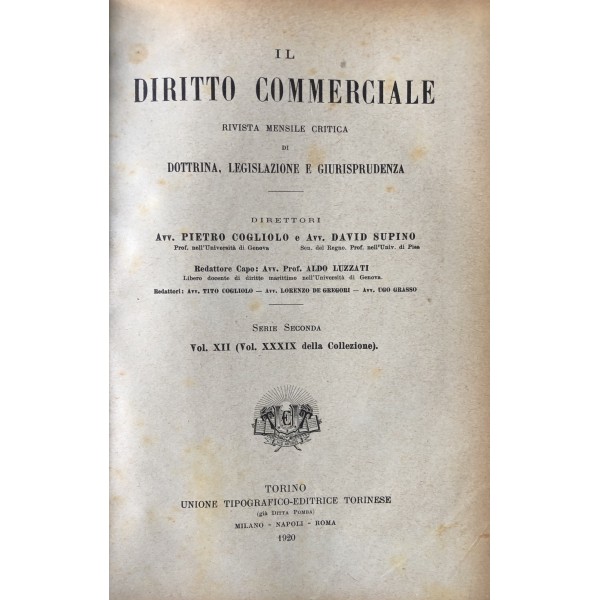 IL
DIRITTO COMMERCIALE
RIVISTA MENSILE CRITICA
DI
DOTTRINA, LEGISLAZIONE E GIURISPRUDENZA
DIRETTORI
Avv. PIETRO COGLIOLO e Avv. DAVID SUPINO
Prof. nell'Università di Genova Sen. del Regno. Prof. nell'Univ. di Pisa
Redattore Capo: Avv. Prof. ALDO LUZZATI
Libero docente di diritto marittimo nell'Università di Genova.
Redattori: Avv. TITO COGLIOLO — Avv. LORENZO DE GREGORI — Avv. UGO GRASSO
Serie Seconda
Vol. XII (Vol. XXXIX della Collezione).
TORINO
UNIONE TIPOGRAFICO-EDITRICE TORINESE
(già Ditta Pomba)
MILANO - NAPOLI - ROMA
1920